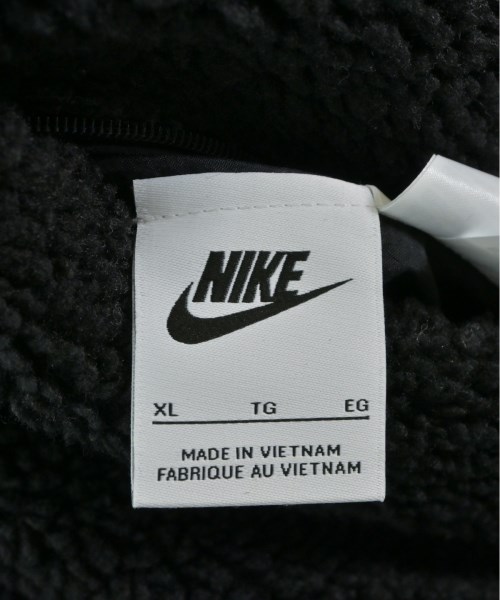 NIKE
XL TG EG
MADE IN VIETNAM
FABRIQUE AU VIETNAM